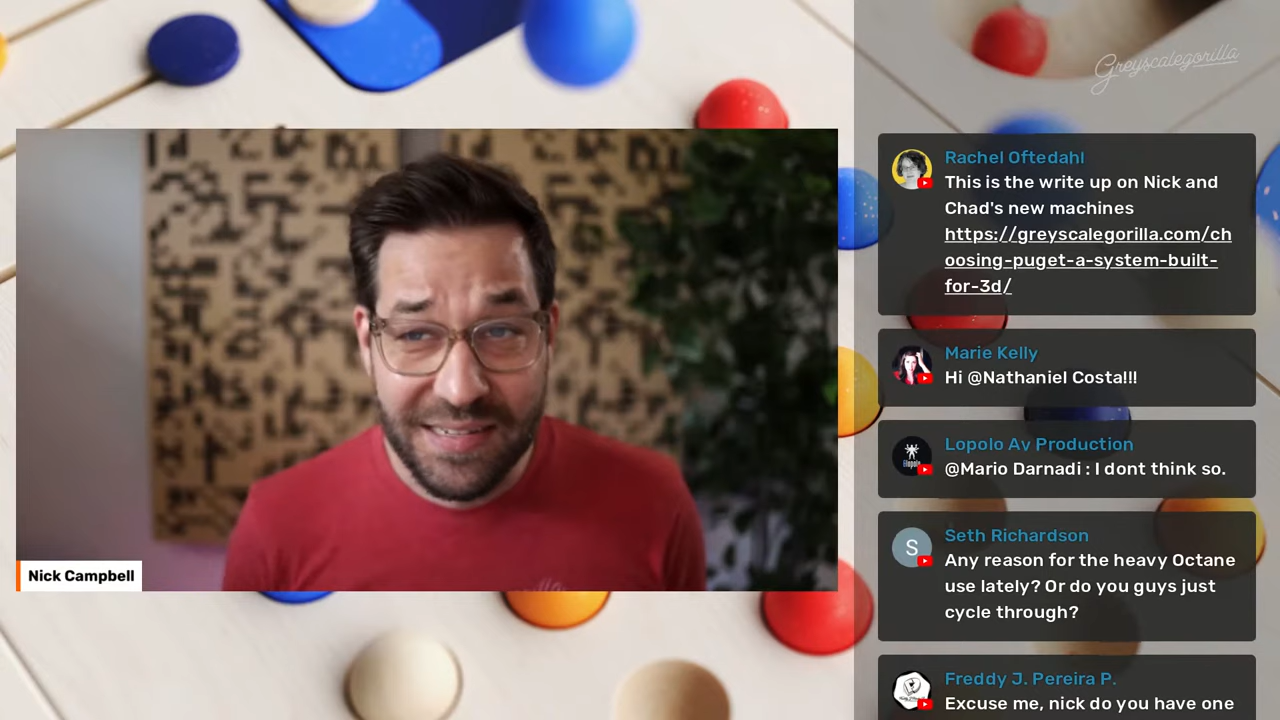 Greyscalegorilla
Rachel Oftedahl
This is the write up on Nick and
Chad's new machines
https://greyscalegorilla.com/ch
oosing-puget-a-system-built-
for-3d/
Marie Kelly
Hi @Nathaniel Costa!!!
Lopolo Av Production
@Mario Darnadi : I dont think so.
S
Seth Richardson
Any reason for the heavy Octane
use lately? Or do you guys just
cycle through?
Freddy J. Pereira P.
Excuse me, nick do you have one
Nick Campbell